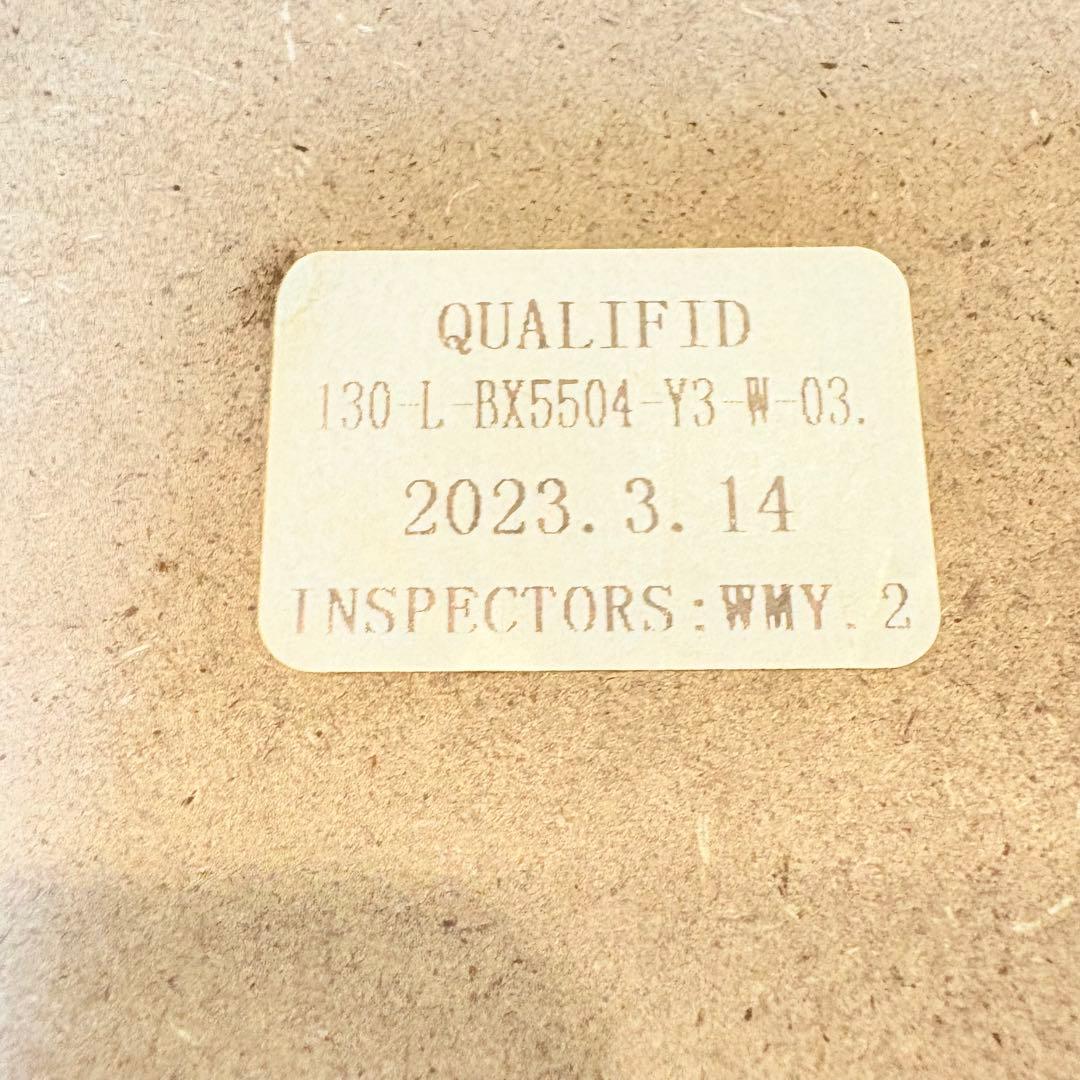 QUALIFID
130-L-BX5504-Y3-W-03.
2023. 3. 14
INSPECTORS:WMY. 2